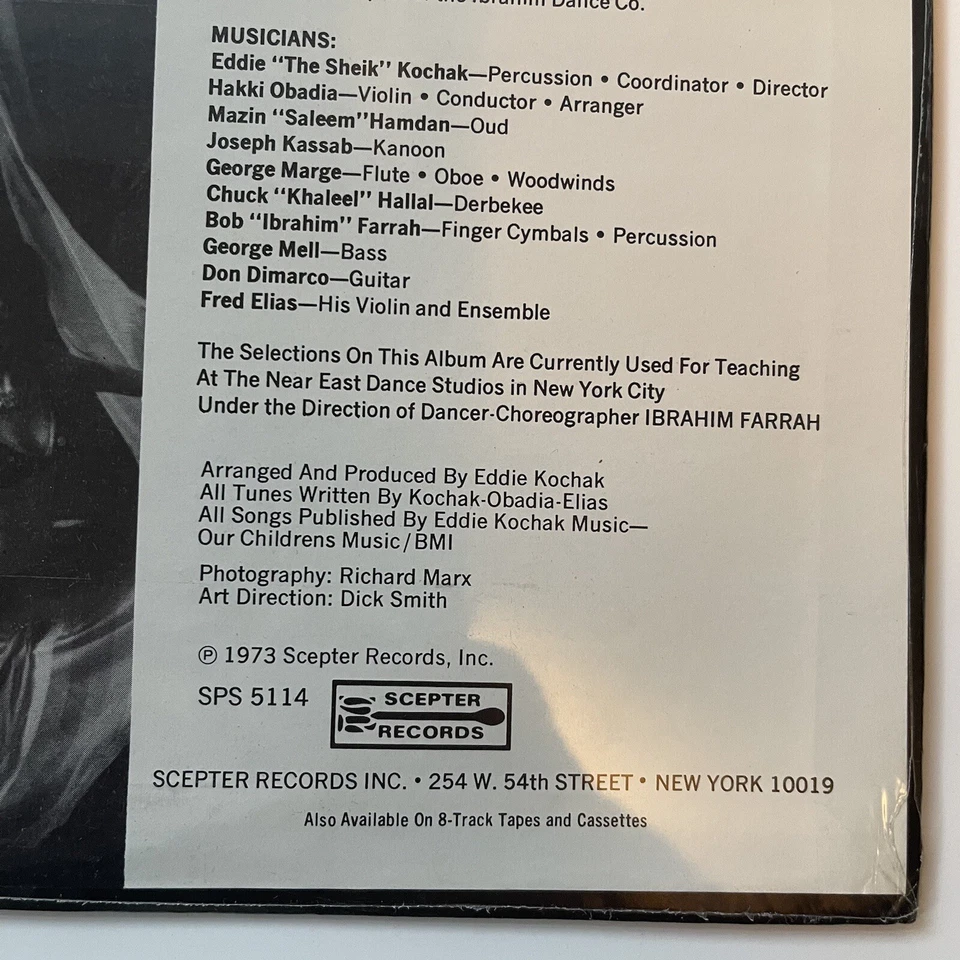 the Ibrahim Dance Co.
MUSICIANS:
Eddie “The Sheik” Kochak—Percussion • Coordinator • Director
Hakki Obadia—Violin • Conductor • Arranger
Mazin “Saleem”Hamdan—Oud
Joseph Kassab—Kanoon
George Marge—Flute • Oboe • Woodwinds
Chuck “Khaleel” Hallal—Derbekee
Bob “Ibrahim” Farrah—Finger Cymbals • Percussion
George Mell—Bass
Don Dimarco—Guitar
Fred Elias—His Violin and Ensemble
The Selections On This Album Are Currently Used For Teaching
At The Near East Dance Studios in New York City
Under the Direction of Dancer-Choreographer IBRAHIM FARRAH
Arranged And Produced By Eddie Kochak
All Tunes Written By Kochak-Obadia-Elias
All Songs Published By Eddie Kochak Music—
Our Childrens Music/BMI
Photography: Richard Marx
Art Direction: Dick Smith
Ⓟ 1973 Scepter Records, Inc.
SPS 5114
SCEPTER
RECORDS
SCEPTER RECORDS INC. • 254 W. 54th STREET • NEW YORK 10019
Also Available On 8-Track Tapes and Cassettes